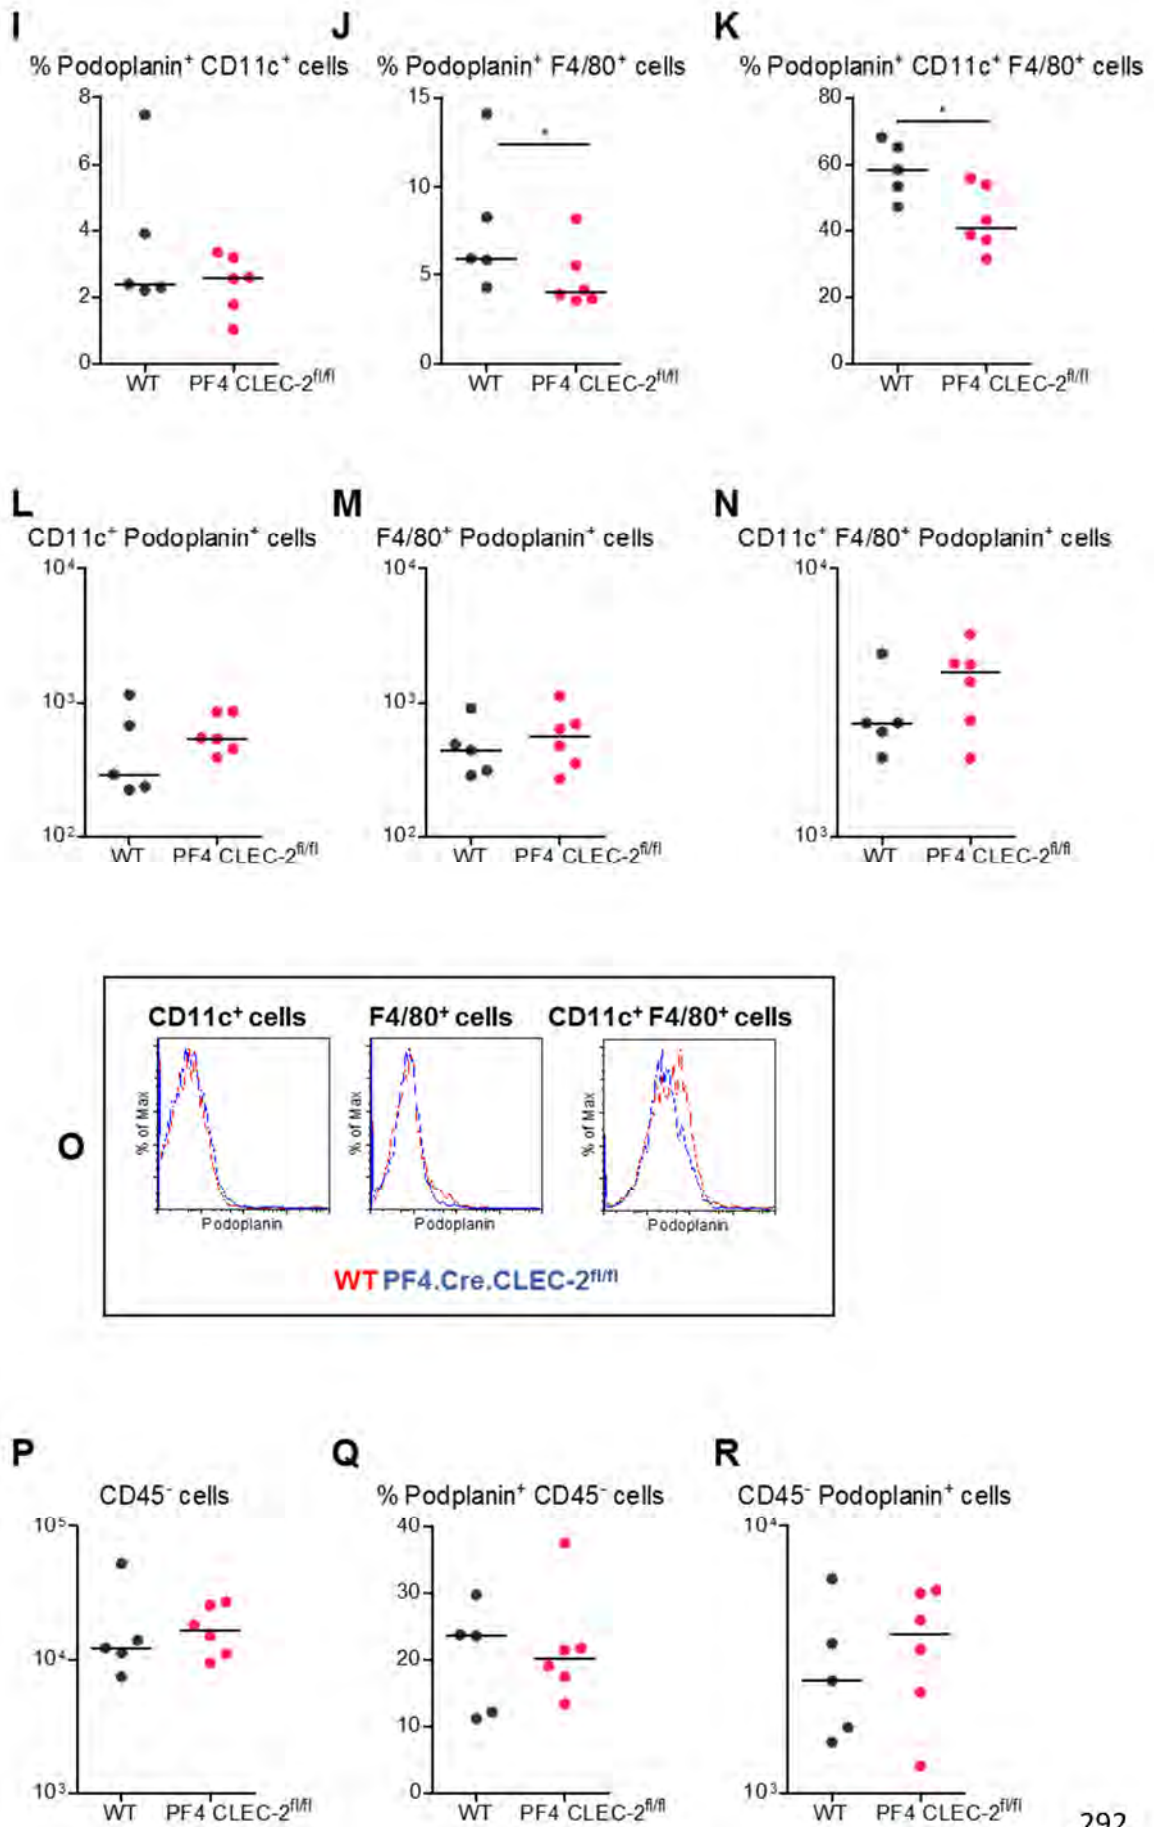 I
J
K
% Podoplanin⁺ CD11c⁺ cells
% Podoplanin⁺ F4/80⁺ cells
% Podoplanin⁺ CD11c⁺ F4/80⁺ cells
8
6
4
2
0
WT PF4 CLEC-2fl/fl
15
10
5
0
*
WT PF4 CLEC-2fl/fl
80
60
40
20
0
*
WT PF4 CLEC-2fl/fl
L
M
N
CD11c⁺ Podoplanin⁺ cells
F4/80⁺ Podoplanin⁺ cells
CD11c⁺ F4/80⁺ Podoplanin⁺ cells
10⁴
10³
10²
WT PF4 CLEC-2fl/fl
10⁴
10³
10²
WT PF4 CLEC-2fl/fl
10⁴
10³
WT PF4 CLEC-2fl/fl
O
CD11c⁺ cells
F4/80⁺ cells
CD11c⁺ F4/80⁺ cells
% of Max
Podoplanin
% of Max
Podoplanin
% of Max
Podoplanin
WT PF4.Cre.CLEC-2fl/fl
P
Q
R
CD45⁻ cells
% Podplanin⁺ CD45⁻ cells
CD45⁻ Podoplanin⁺ cells
10⁵
10⁴
10³
WT PF4 CLEC-2fl/fl
40
30
20
10
0
WT PF4 CLEC-2fl/fl
10⁴
10³
WT PF4 CLEC-2fl/fl
292